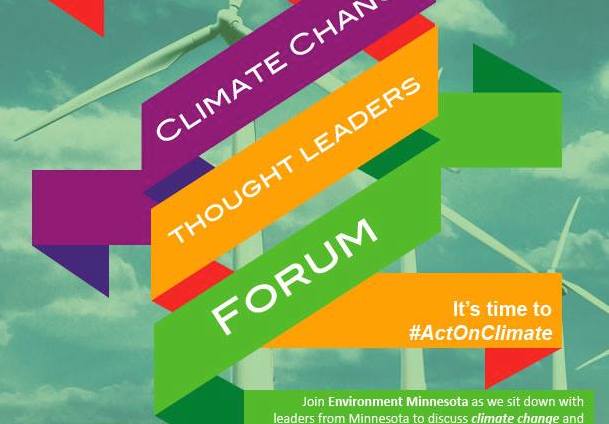 CLIMATE CHAN
THOUGHT LEADERS
FORUM
It's time to
#ActOnClimate
Join Environment Minnesota as we sit down with
leaders from Minnesota to discuss climate change and